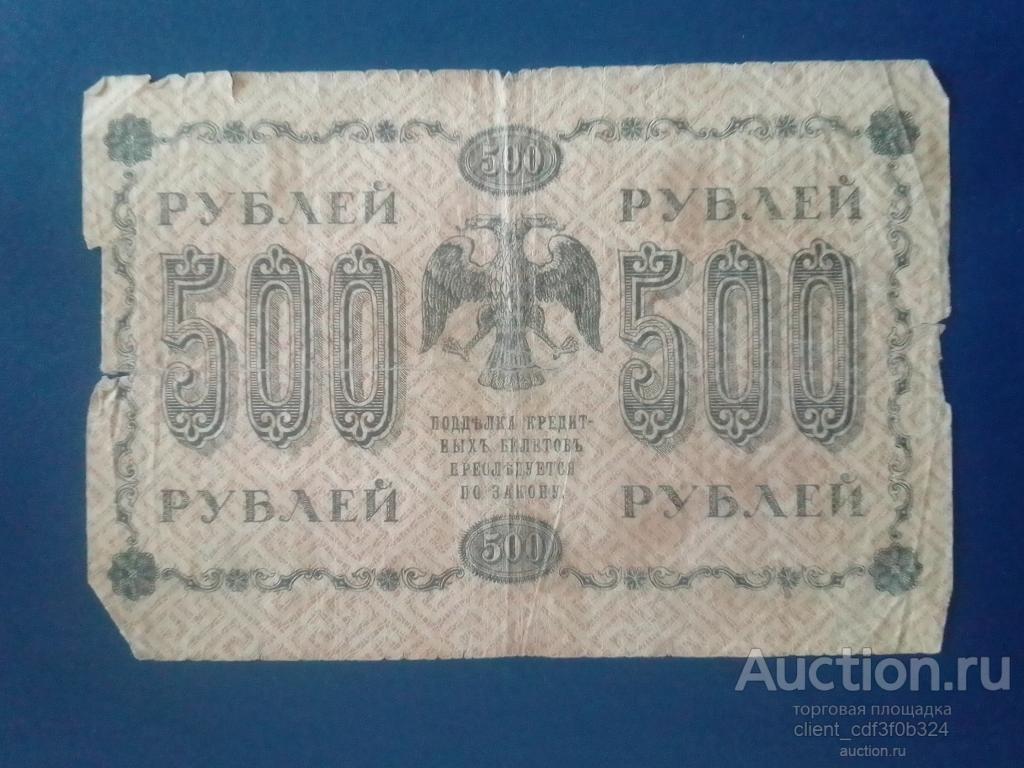 500
РУБЛЕЙ РУБЛЕЙ
500 500
ПОДДѢЛКА КРЕДИТ-
НЫХЪ БИЛЕТОВЪ
ПРЕСЛѢДУЕТСЯ
ПО ЗАКОНУ.
РУБЛЕЙ РУБЛЕЙ
500
Auction.ru
торговая площадка
client_cdf3f0b324
auction.ru